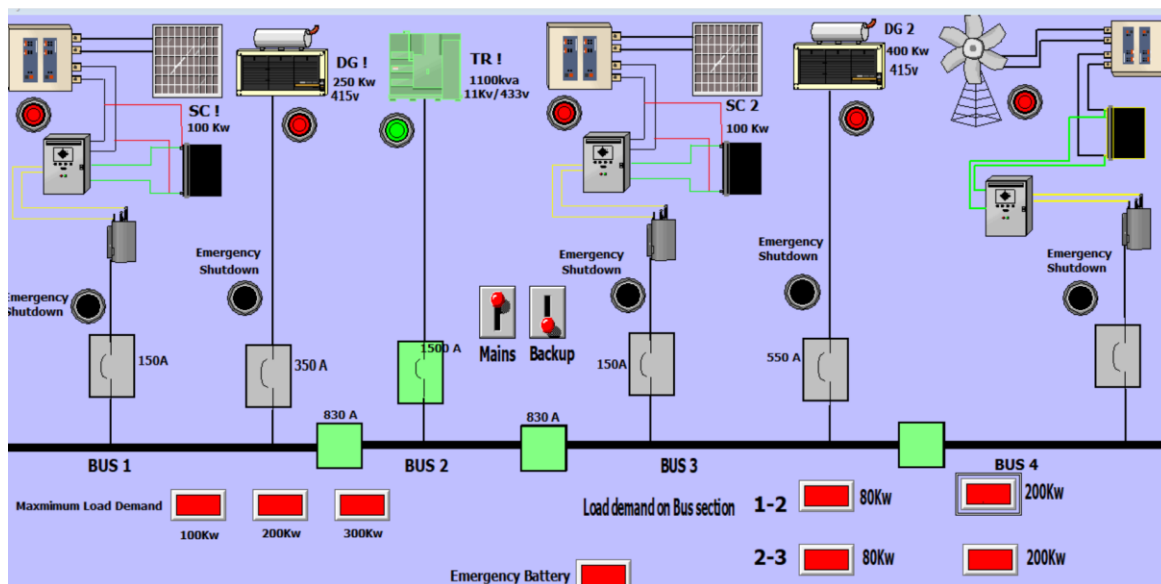 SC !
100 Kw
DG !
250 Kw
415v
TR !
1100kva
11Kv/433v
SC 2
100 Kw
DG 2
400 Kw
415v
Emergency
Shutdown
Emergency
Shutdown
Emergency
Shutdown
Emergency
Shutdown
Emergency
Shutdown
Mains
Backup
150A
350 A
1500 A
150A
550 A
830 A
830 A
BUS 1
BUS 2
BUS 3
BUS 4
Maxmimum Load Demand
100Kw
200Kw
300Kw
Load demand on Bus section
1-2
80Kw
200Kw
2-3
80Kw
200Kw
Emergency Battery